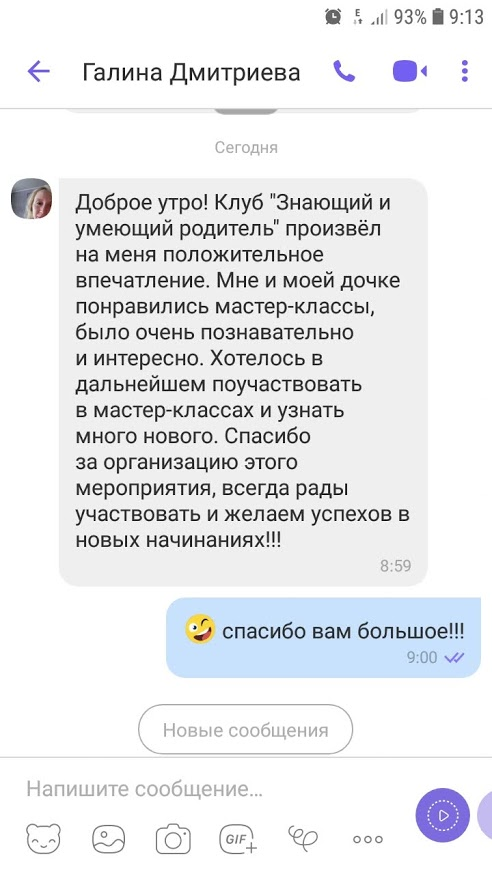 93% 9:13
Галина Дмитриева
Сегодня
Доброе утро! Клуб "Знающий и
умеющий родитель" произвёл
на меня положительное
впечатление. Мне и моей дочке
понравились мастер-классы,
было очень познавательно
и интересно. Хотелось в
дальнейшем поучаствовать
в мастер-классах и узнать
много нового. Спасибо
за организацию этого
мероприятия, всегда рады
участвовать и желаем успехов в
новых начинаниях!!!
8:59
🤪 спасибо вам большое!!!
9:00
Новые сообщения
Напишите сообщение...
GIF